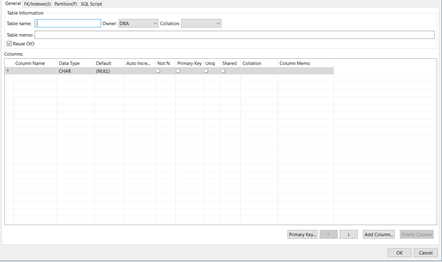 General FK/Indexes(I) Partition(P) SQL Script
Table Information
Table name: Owner: DBA Collation:
Table memo:
Reuse OID
Columns:
Column Name Data Type Default Auto Incre... Not N Primary Key Uniq Shared Collation Column Memo
* CHAR (NULL)
Primary Key... ↑ ↓ Add Column... Delete Column
OK Cancel